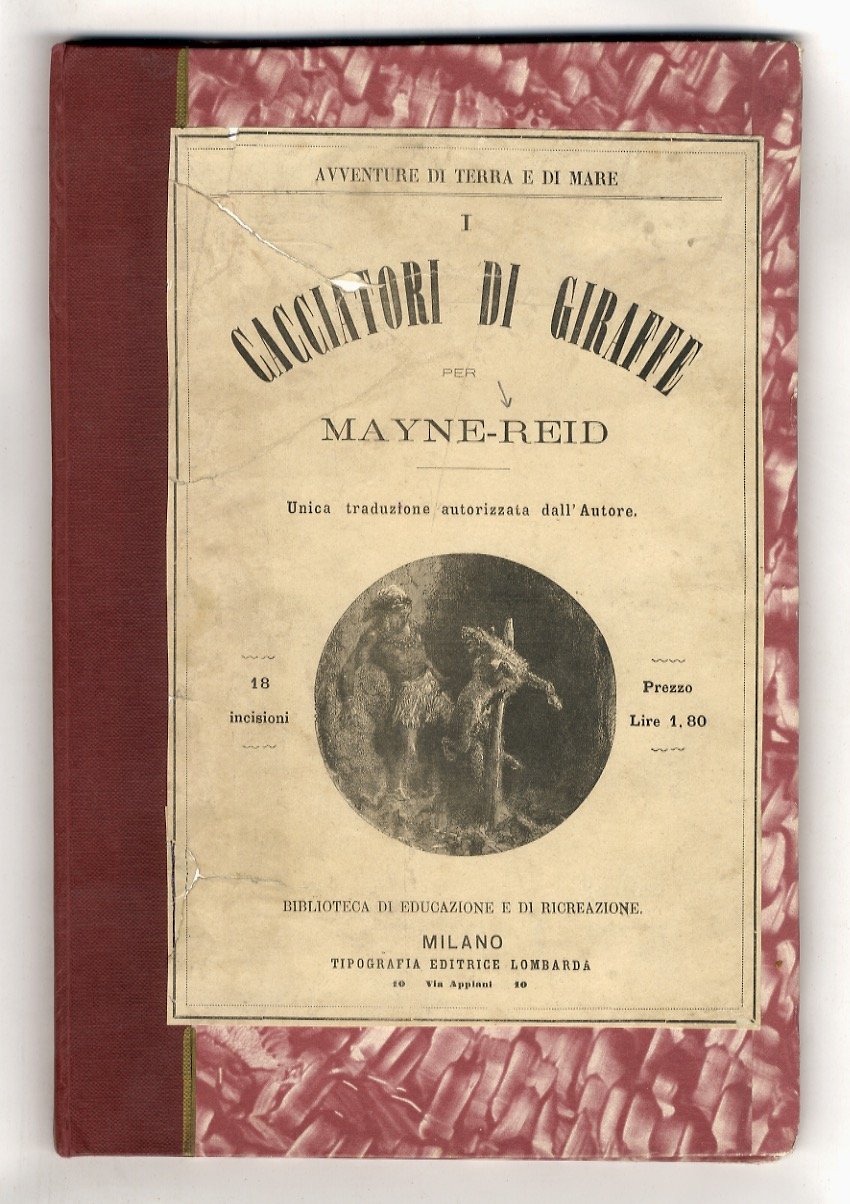 AVVENTURE DI TERRA E DI MARE
I
CACCIATORI DI GIRAFFE
PER
MAYNE-REID
Unica traduzione autorizzata dall'Autore.
18
incisioni
Prezzo
Lire 1,80
BIBLIOTECA DI EDUCAZIONE E DI RICREAZIONE.
MILANO
TIPOGRAFIA EDITRICE LOMBARDA
10 Via Appiani 10